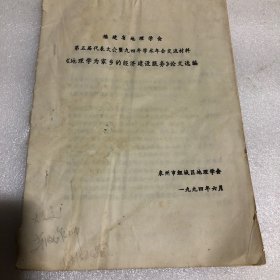 福建省地理学会
第五届代表大会暨九四年学术年会交流材料
《地理学为家乡的经济建设服务》论文选编
泉州市鲤城区地理学会
一九九四年六月